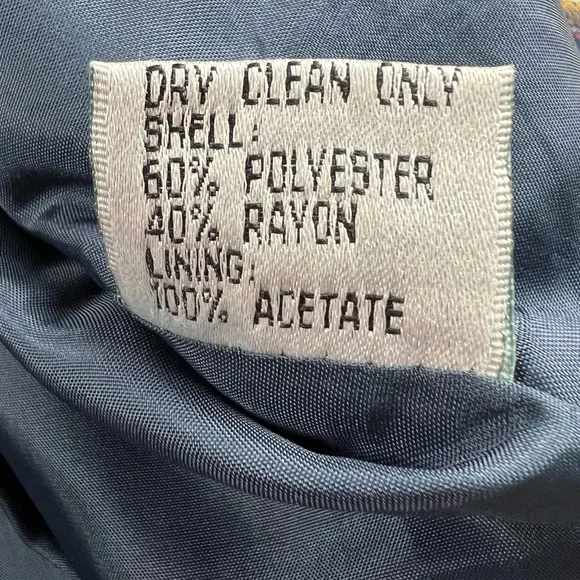 DRY CLEAN ONLY
SHELL:
60% POLYESTER
40% RAYON
LINING:
100% ACETATE